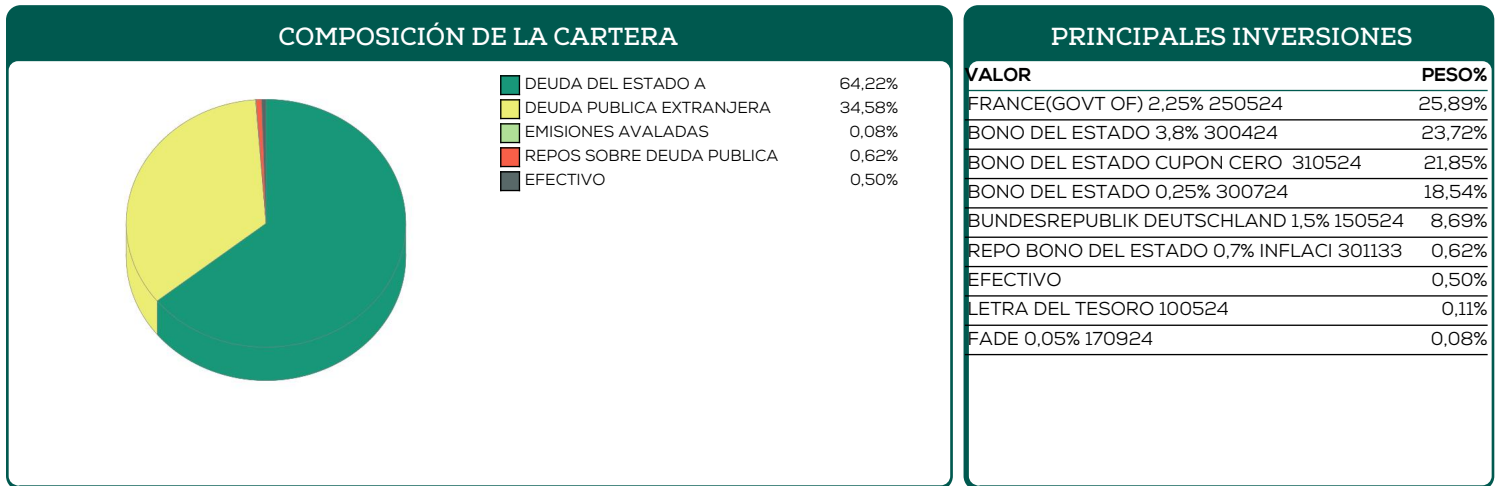 COMPOSICIÓN DE LA CARTERA
DEUDA DEL ESTADO A 64,22%
DEUDA PUBLICA EXTRANJERA 34,58%
EMISIONES AVALADAS 0,08%
REPOS SOBRE DEUDA PUBLICA 0,62%
EFECTIVO 0,50%
PRINCIPALES INVERSIONES
VALOR PESO%
FRANCE(GOVT OF) 2,25% 250524 25,89%
BONO DEL ESTADO 3,8% 300424 23,72%
BONO DEL ESTADO CUPON CERO 310524 21,85%
BONO DEL ESTADO 0,25% 300724 18,54%
BUNDESREPUBLIK DEUTSCHLAND 1,5% 150524 8,69%
REPO BONO DEL ESTADO 0,7% INFLACI 301133 0,62%
EFECTIVO 0,50%
LETRA DEL TESORO 100524 0,11%
FADE 0,05% 170924 0,08%